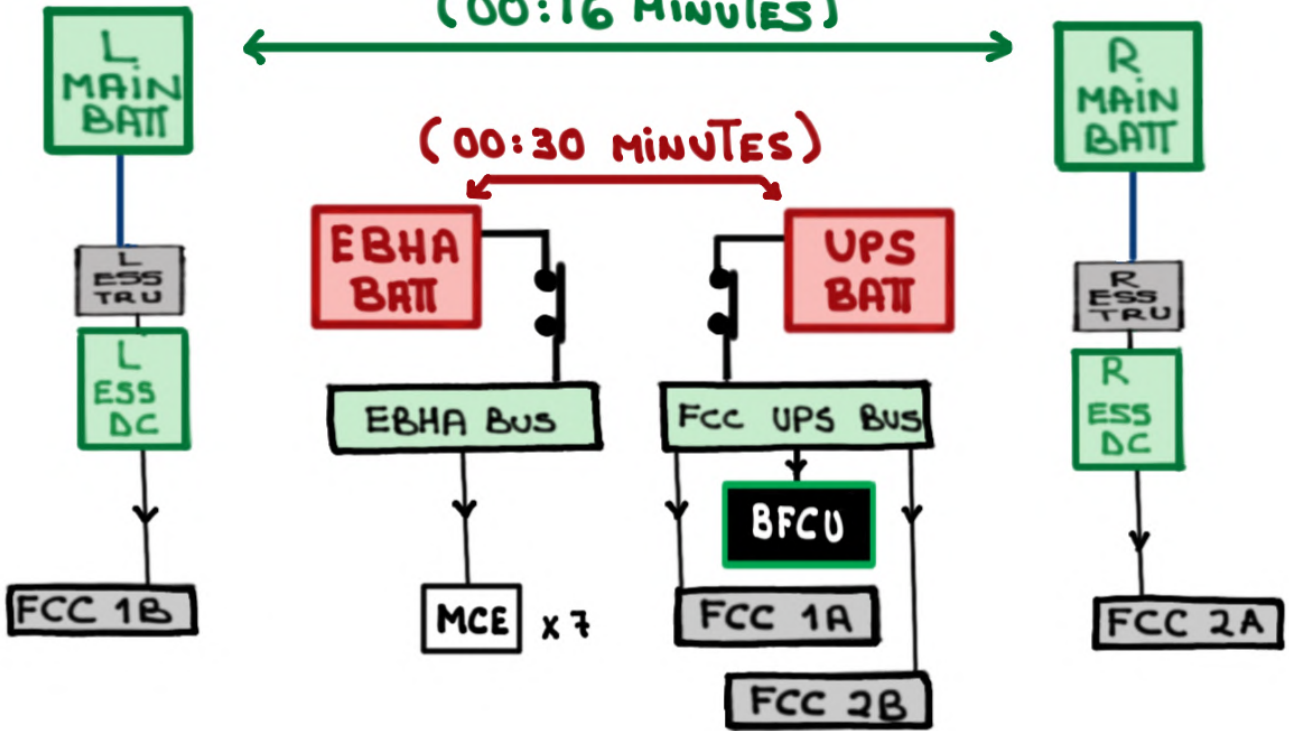 (00:16 MINUTES)
L
MAIN
BATT
R
MAIN
BATT
(00:30 MINUTES)
EBHA
BATT
UPS
BATT
L
ESS
TRU
R
ESS
TRU
L
ESS
DC
R
ESS
DC
EBHA BUS
FCC UPS BUS
BFCU
FCC 1B
MCE x 7
FCC 1A
FCC 2A
FCC 2B